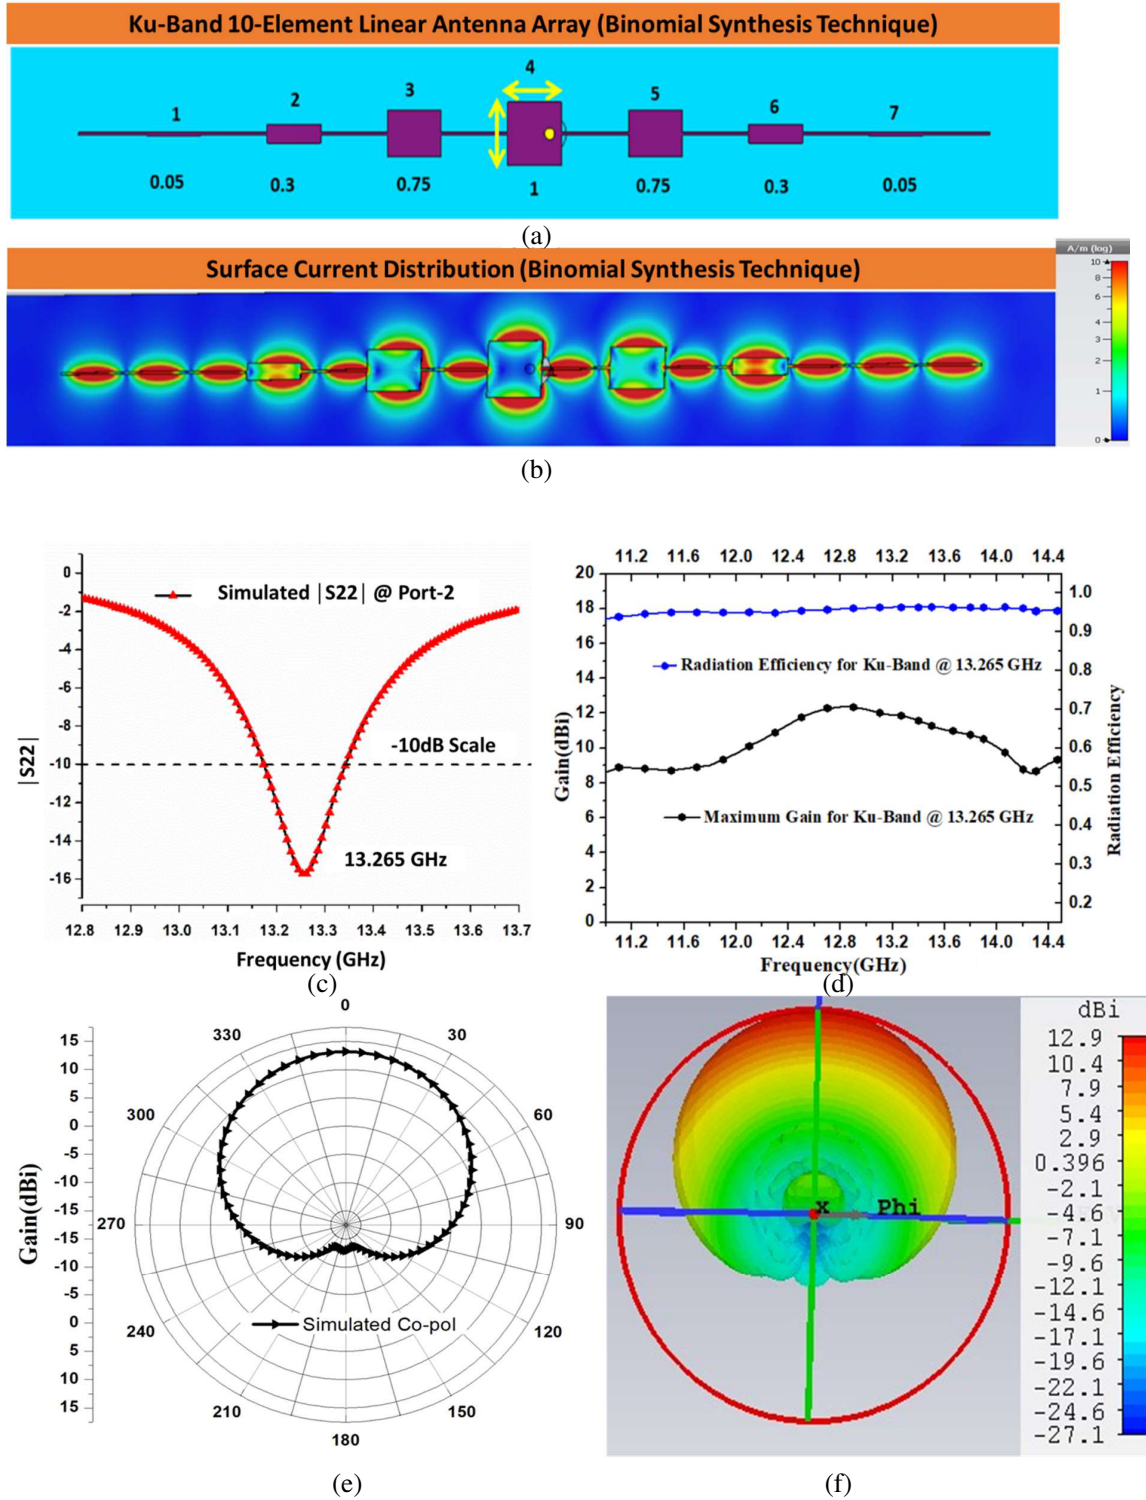 Ku-Band 10-Element Linear Antenna Array (Binomial Synthesis Technique)
1 2 3 4 5 6 7
0.05 0.3 0.75 1 0.75 0.3 0.05
(a)
Surface Current Distribution (Binomial Synthesis Technique)
A/m (log)
10
8
6
4
3
2
1
0
(b)
0
-2
-4
-6
-8
-10
-12
-14
-16
|S22|
Simulated |S22| @ Port-2
-10dB Scale
13.265 GHz
12.8 12.9 13.0 13.1 13.2 13.3 13.4 13.5 13.6 13.7
Frequency (GHz)
(c)
11.2 11.6 12.0 12.4 12.8 13.2 13.6 14.0 14.4
20
18
16
14
12
10
8
6
4
2
0
Gain(dBi)
Radiation Efficiency for Ku-Band @ 13.265 GHz
Maximum Gain for Ku-Band @ 13.265 GHz
1.0
0.9
0.8
0.7
0.6
0.5
0.4
0.3
0.2
Radiation Efficiency
11.2 11.6 12.0 12.4 12.8 13.2 13.6 14.0 14.4
Frequency(GHz)
(d)
15
10
5
0
-5
-10
-15
-15
-10
-5
0
5
10
15
Gain(dBi)
0
330 30
300 60
270 90
240 120
210 150
180
Simulated Co-pol
(e)
x Phi
dBi
12.9
10.4
7.9
5.4
2.9
0.396
-2.1
-4.6
-7.1
-9.6
-12.1
-14.6
-17.1
-19.6
-22.1
-24.6
-27.1
(f)